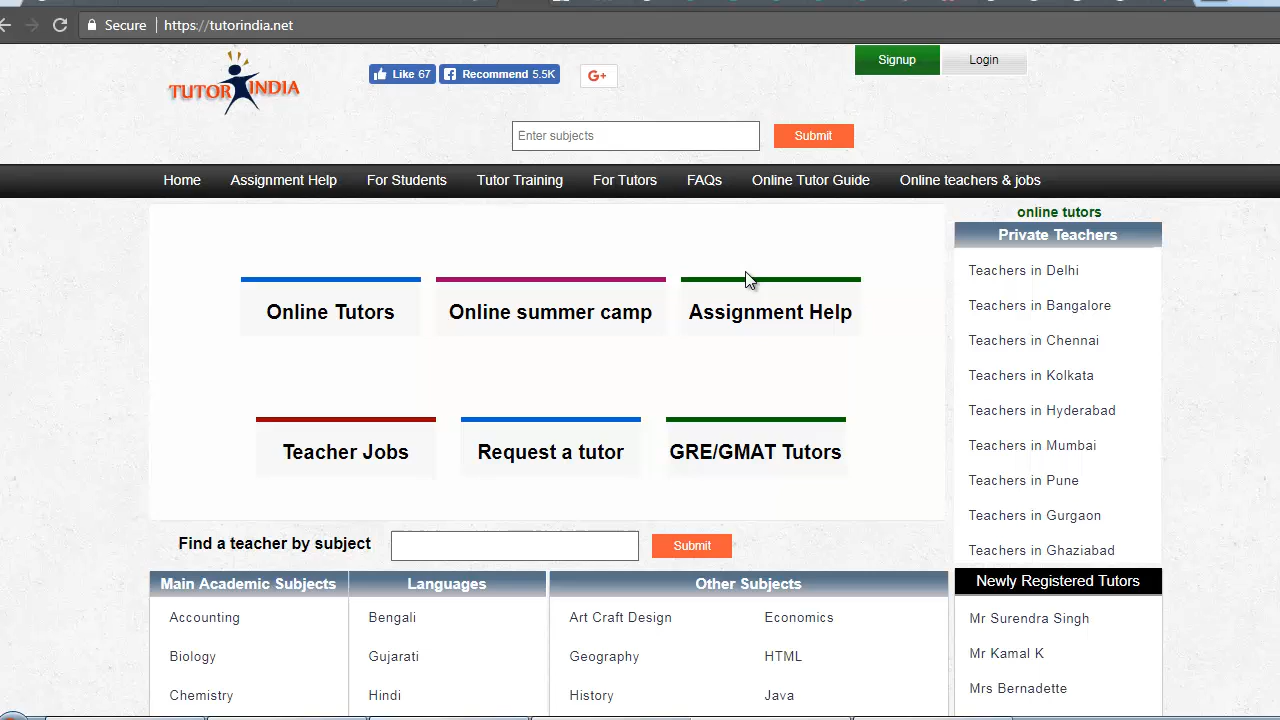 Secure https://tutorindia.net
TUTOR INDIA
Like 67 Recommend 5.5K G+
Signup Login
Enter subjects Submit
Home Assignment Help For Students Tutor Training For Tutors FAQs Online Tutor Guide Online teachers & jobs
online tutors
Private Teachers
Teachers in Delhi
Teachers in Bangalore
Teachers in Chennai
Teachers in Kolkata
Teachers in Hyderabad
Teachers in Mumbai
Teachers in Pune
Teachers in Gurgaon
Teachers in Ghaziabad
Online Tutors Online summer camp Assignment Help
Teacher Jobs Request a tutor GRE/GMAT Tutors
Find a teacher by subject Submit
Main Academic Subjects Languages Other Subjects
Accounting Bengali Art Craft Design Economics
Biology Gujarati Geography HTML
Chemistry Hindi History Java
Newly Registered Tutors
Mr Surendra Singh
Mr Kamal K
Mrs Bernadette